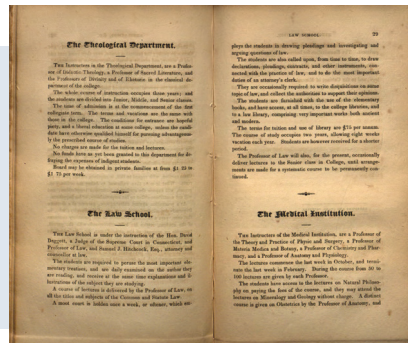 The Theological Department.
The Instructors in the Theological Department, are a Profes-
sor of Didactic Theology, a Professor of Sacred Literature, and
the Professor of Divinity and of Rhetoric in the classical de-
partment of the college.
The whole course of instruction occupies three years; and
the students are divided into Junior, Middle, and Senior classes.
The time of admission is at the commencement of the first
collegiate term. The terms and vacations are the same with
those in the college. The conditions for entrance are hopeful
piety, and a liberal education at some college, unless the candi-
date have otherwise qualified himself for pursuing advantageous-
ly the prescribed course of studies.
No charges are made for the tuition and lectures.
No funds have as yet been granted to this department for de-
fraying the expenses of indigent students.
Board may be obtained in private families at from $1 25 to
$1 75 per week.
The Law School.
The Law School is under the instruction of the Hon. David
Daggett, a Judge of the Supreme Court of Connecticut, and
Professor of Law, and Samuel J. Hitchcock, Esq., attorney and
counsellor at law.
The students are required to peruse the most important ele-
mentary treatises, and are daily examined on the author they
are reading, and receive at the same time explanations and il-
lustrations of the subject they are studying.
A course of lectures is delivered by the Professor of Law, on
all the titles and subjects of the Common and Statute Law
A moot court is holden once a week, or oftener, which em-
LAW SCHOOL. 29
ploys the students in drawing pleadings and investigating and
arguing questions of law.
The students are also called upon, from time to time, to draw
declarations, pleadings, contracts, and other instruments, con-
nected with the practice of law, and to do the most important
duties of an attorney's clerk.
They are occasionally required to write disquisitions on some
topic of law, and collect the authorities to support their opinions.
The students are furnished with the use of the elementary
books, and have access, at all times, to the college libraries, and
to a law library, comprising very important works both ancient
and modern.
The terms for tuition and use of library are $75 per annum.
The course of study occupies two years, allowing eight weeks
vacation each year. Students are however received for a shorter
period.
The Professor of Law will also, for the present, occasionally
deliver lectures to the Senior class in College, until arrange-
ments are made for a systematic course to be permanently con-
tinued.
The Medical Institution.
The Instructors of the Medical Institution, are a Professor of
the Theory and Practice of Physic and Surgery, a Professor of
Materia Medica and Botany, a Professor of Chemistry and Phar-
macy, and a Professor of Anatomy and Physiology.
The lectures commence the last week in October, and termi-
nate the last week in February. During the course from 50 to
100 lectures are given by each Professor.
The students have access to the lectures on Natural Philoso-
phy on paying the fees of the course, and they may attend the
lectures on Mineralogy and Geology without charge. A distinct
course is given on Obstetrics by the Professor of Anatomy, and